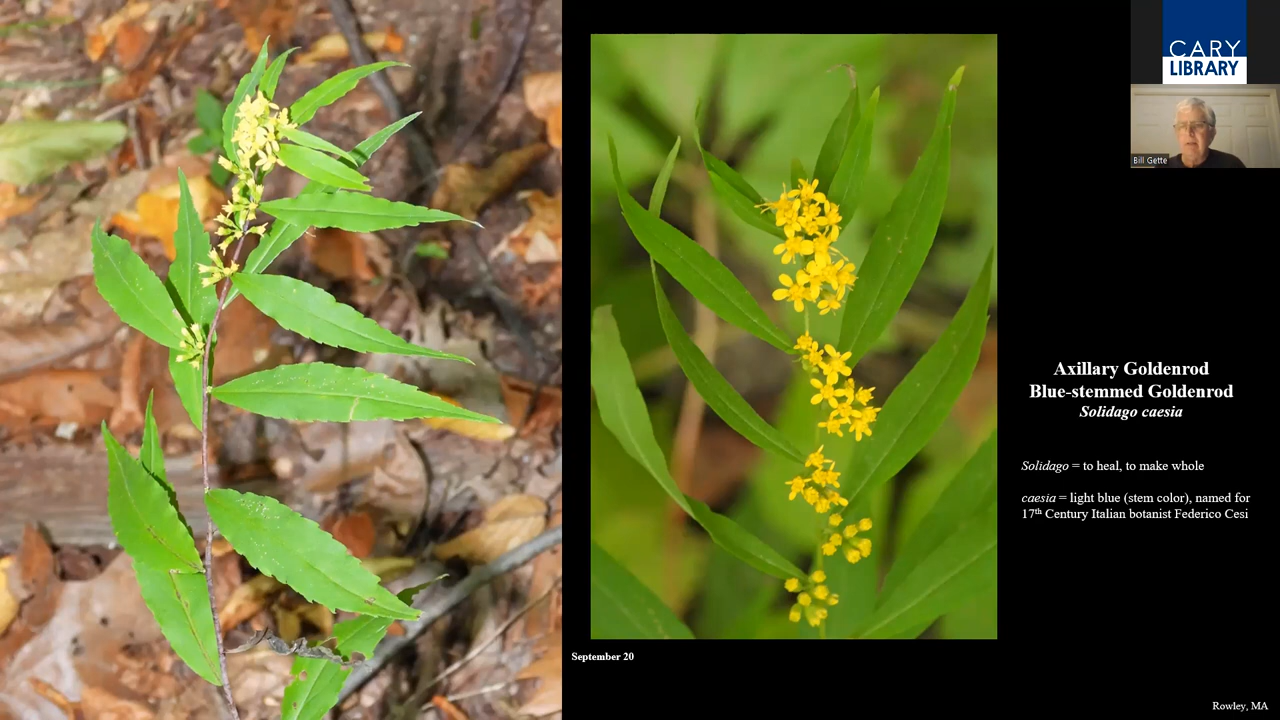 CARY
LIBRARY
Bill Gette
Axillary Goldenrod
Blue-stemmed Goldenrod
Solidago caesia
Solidago = to heal, to make whole
caesia = light blue (stem color), named for
17th Century Italian botanist Federico Cesi
September 20
Rowley, MA